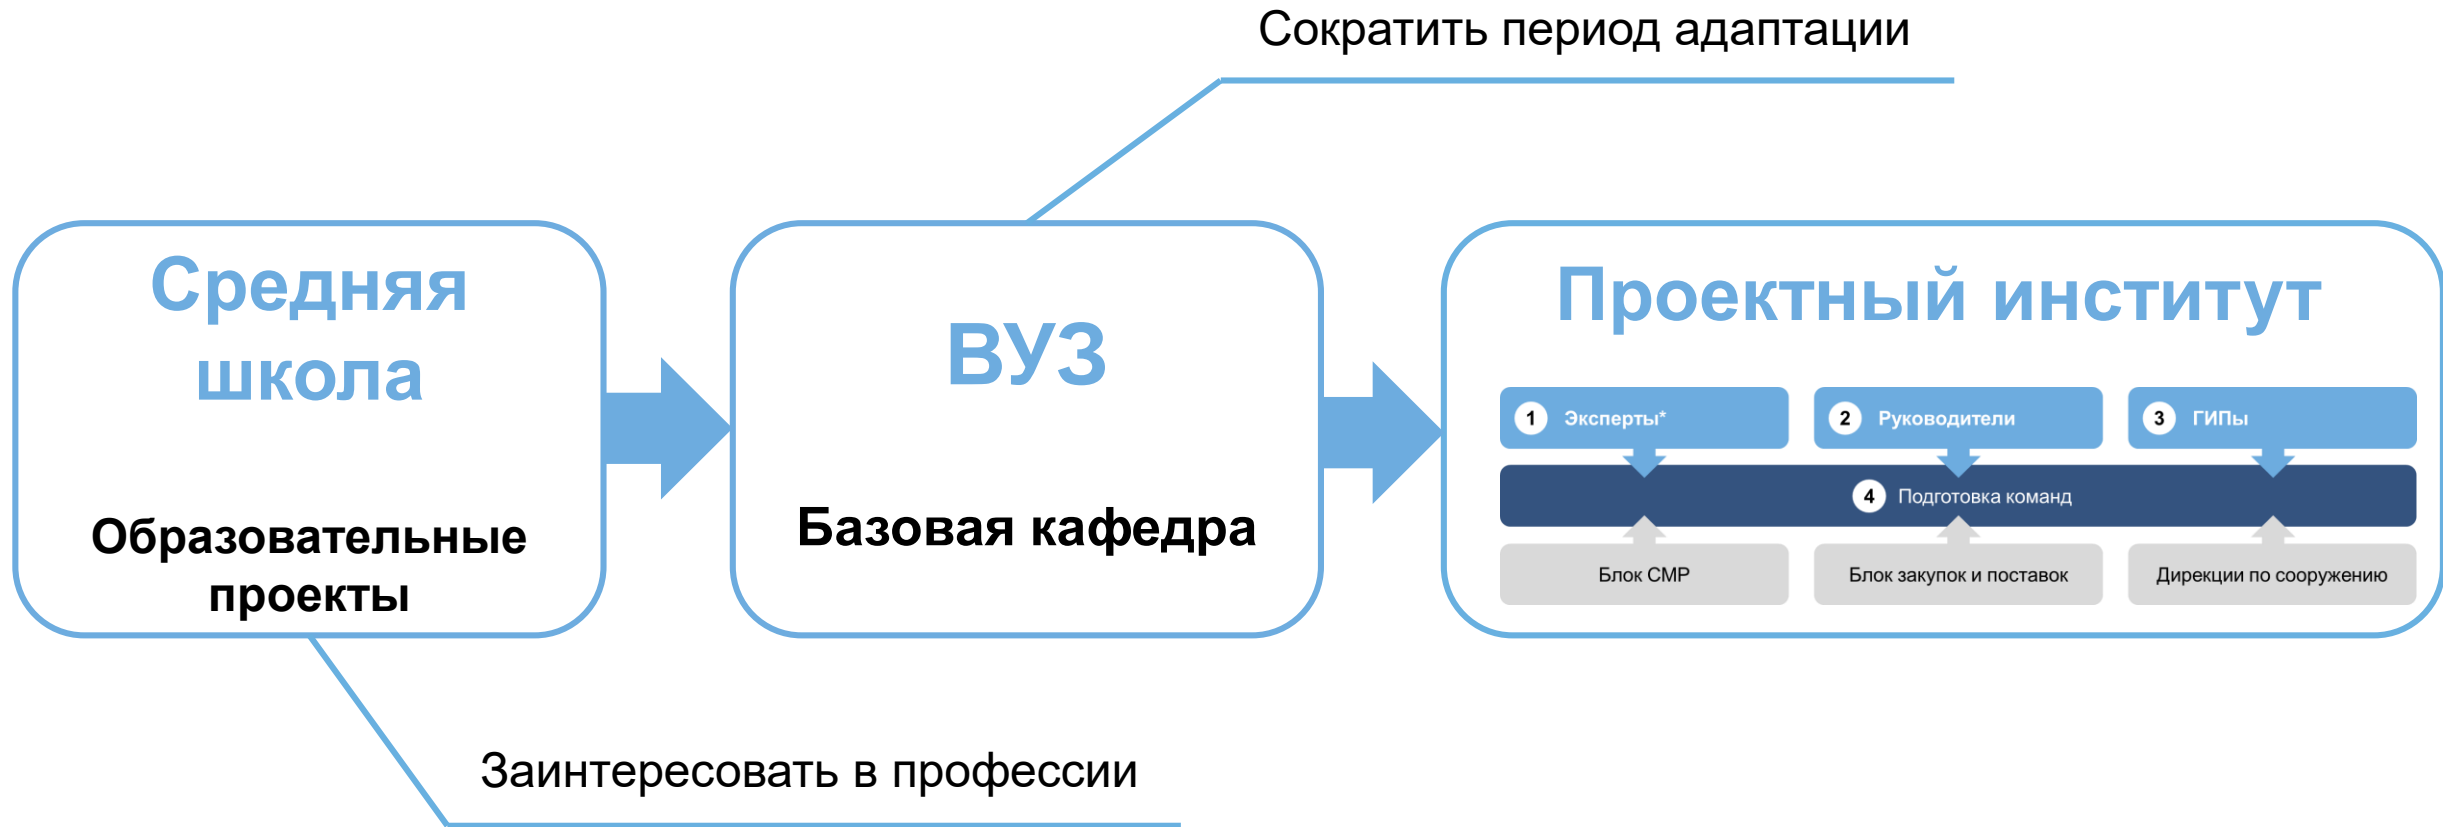 Сократить период адаптации
Средняя
школа
Образовательные
проекты
ВУЗ
Базовая кафедра
Проектный институт
1 Эксперты*
2 Руководители
3 ГИПы
4 Подготовка команд
Блок СМР
Блок закупок и поставок
Дирекции по сооружению
Заинтересовать в профессии